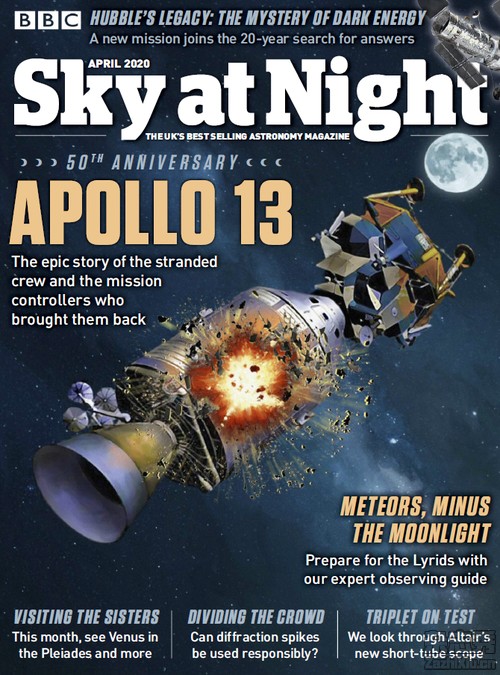 BBC
HUBBLE'S LEGACY: THE MYSTERY OF DARK ENERGY
A new mission joins the 20-year search for answers
APRIL 2020
Sky at Night
THE UK'S BEST SELLING ASTRONOMY MAGAZINE
50TH ANNIVERSARY
APOLLO 13
The epic story of the stranded
crew and the mission
controllers who
brought them back
METEORS, MINUS
THE MOONLIGHT
Prepare for the Lyrids with
our expert observing guide
VISITING THE SISTERS
This month, see Venus in
the Pleiades and more
DIVIDING THE CROWD
Can diffraction spikes
be used responsibly?
TRIPLET ON TEST
We look through Altair's
new short-tube scope